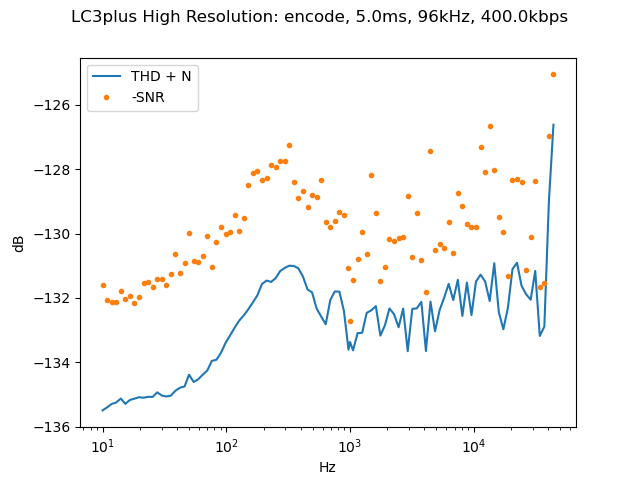 LC3plus High Resolution: encode, 5.0ms, 96kHz, 400.0kbps
THD + N
-SNR
−126
−128
−130
−132
−134
−136
dB
10¹
10²
10³
10⁴
Hz